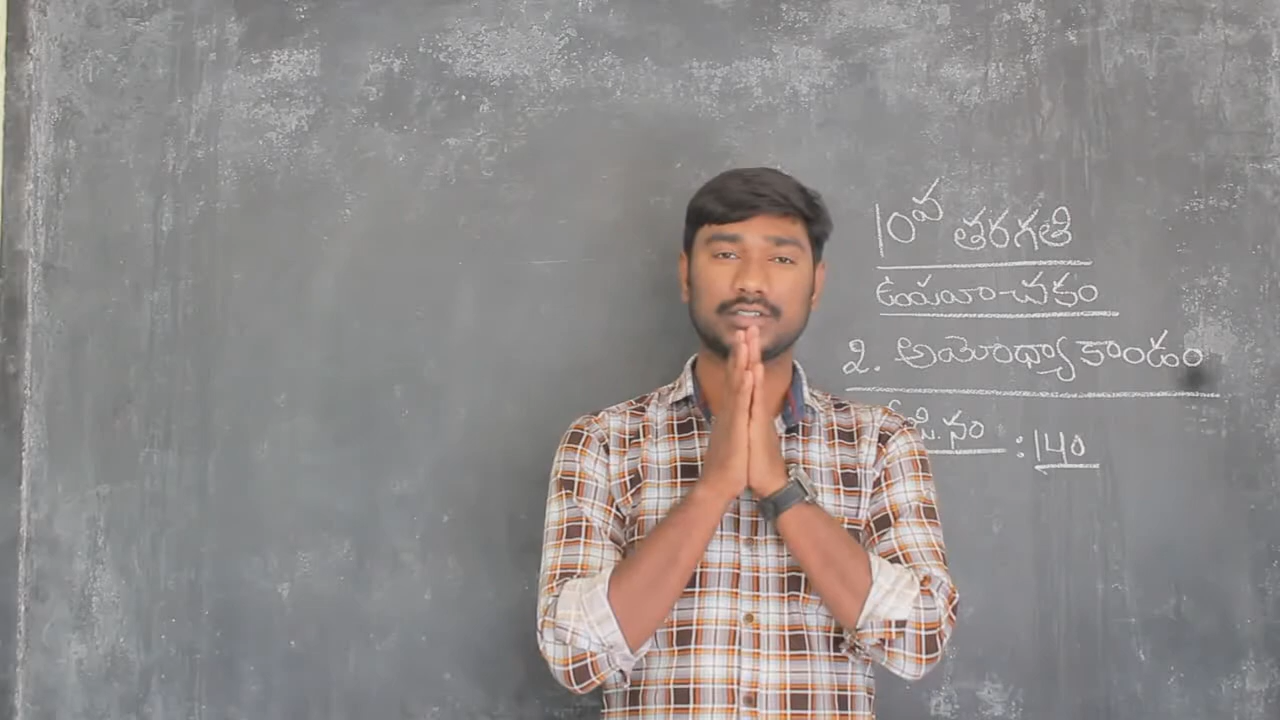 10వ తరగతి
ఉపవాచకం
2. అయోధ్యాకాండం
పే.నం : 140